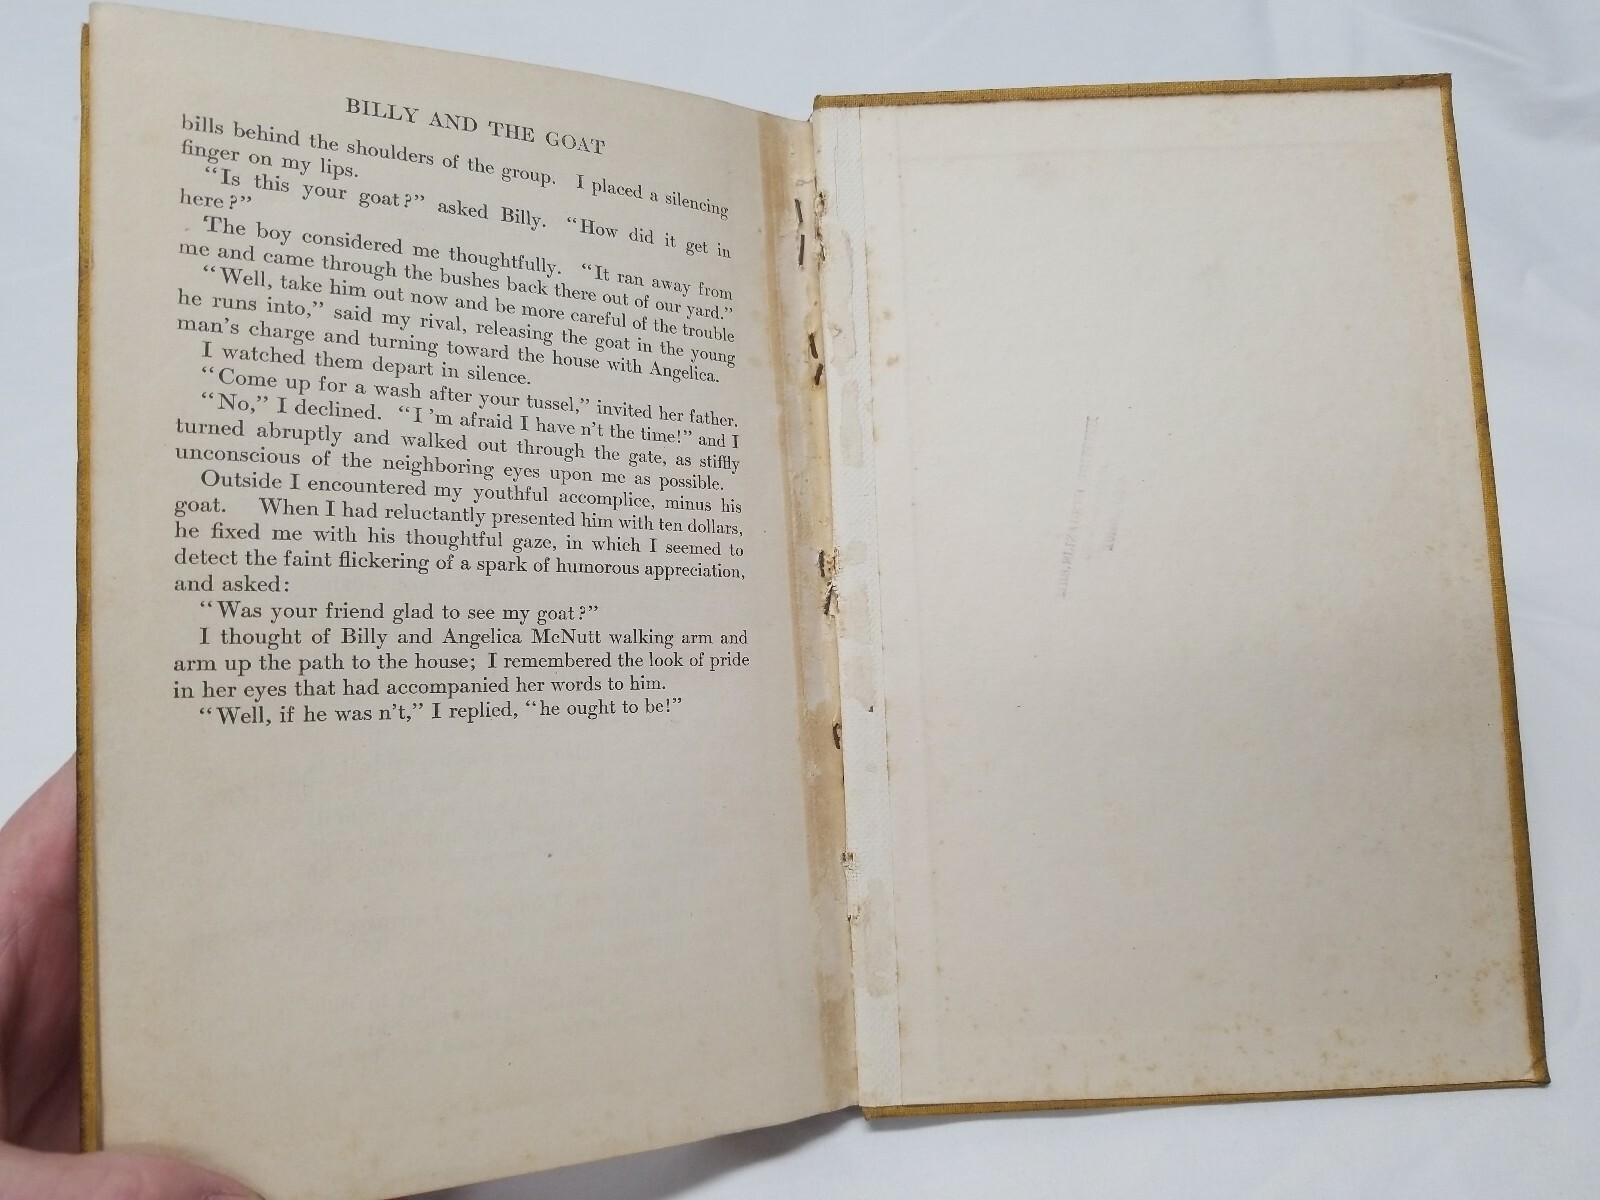 BILLY AND THE GOAT
bills behind the shoulders of the group. I placed a silencing
finger on my lips.
“Is this your goat?” asked Billy. “How did it get in
here?”
The boy considered me thoughtfully. “It ran away from
me and came through the bushes back there out of our yard.”
“Well, take him out now and be more careful of the trouble
he runs into,” said my rival, releasing the goat in the young
man’s charge and turning toward the house with Angelica.
I watched them depart in silence.
“Come up for a wash after your tussel,” invited her father.
“No,” I declined. “I ’m afraid I have n’t the time!” and I
turned abruptly and walked out through the gate, as stiffly
unconscious of the neighboring eyes upon me as possible.
Outside I encountered my youthful accomplice, minus his
goat. When I had reluctantly presented him with ten dollars,
he fixed me with his thoughtful gaze, in which I seemed to
detect the faint flickering of a spark of humorous appreciation,
and asked:
“Was your friend glad to see my goat?”
I thought of Billy and Angelica McNutt walking arm and
arm up the path to the house; I remembered the look of pride
in her eyes that had accompanied her words to him.
“Well, if he was n’t,” I replied, “he ought to be!”